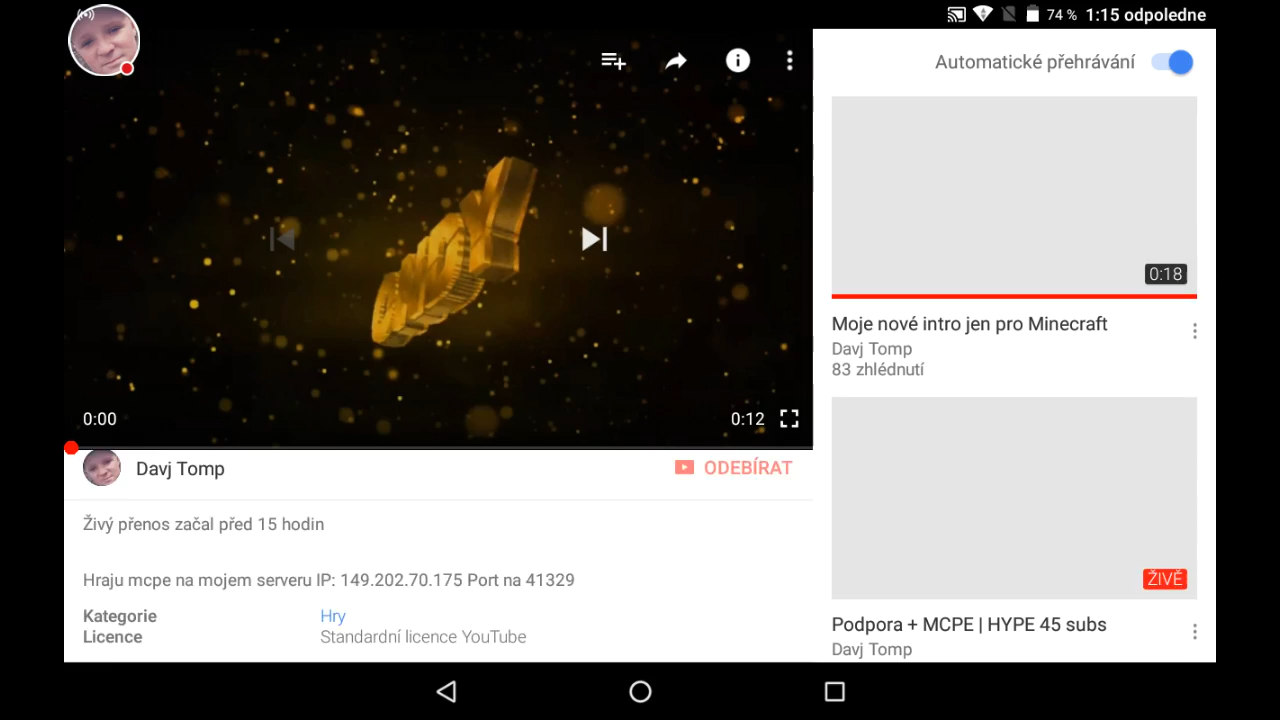 74 % 1:15 odpoledne
Automatické přehrávání
0:18
Moje nové intro jen pro Minecraft
Davj Tomp
83 zhlédnutí
0:00
0:12
Davj Tomp
ODEBÍRAT
Živý přenos začal před 15 hodin
Hraju mcpe na mojem serveru IP: 149.202.70.175 Port na 41329
Kategorie Hry
Licence Standardní licence YouTube
ŽIVĚ
Podpora + MCPE | HYPE 45 subs
Davj Tomp